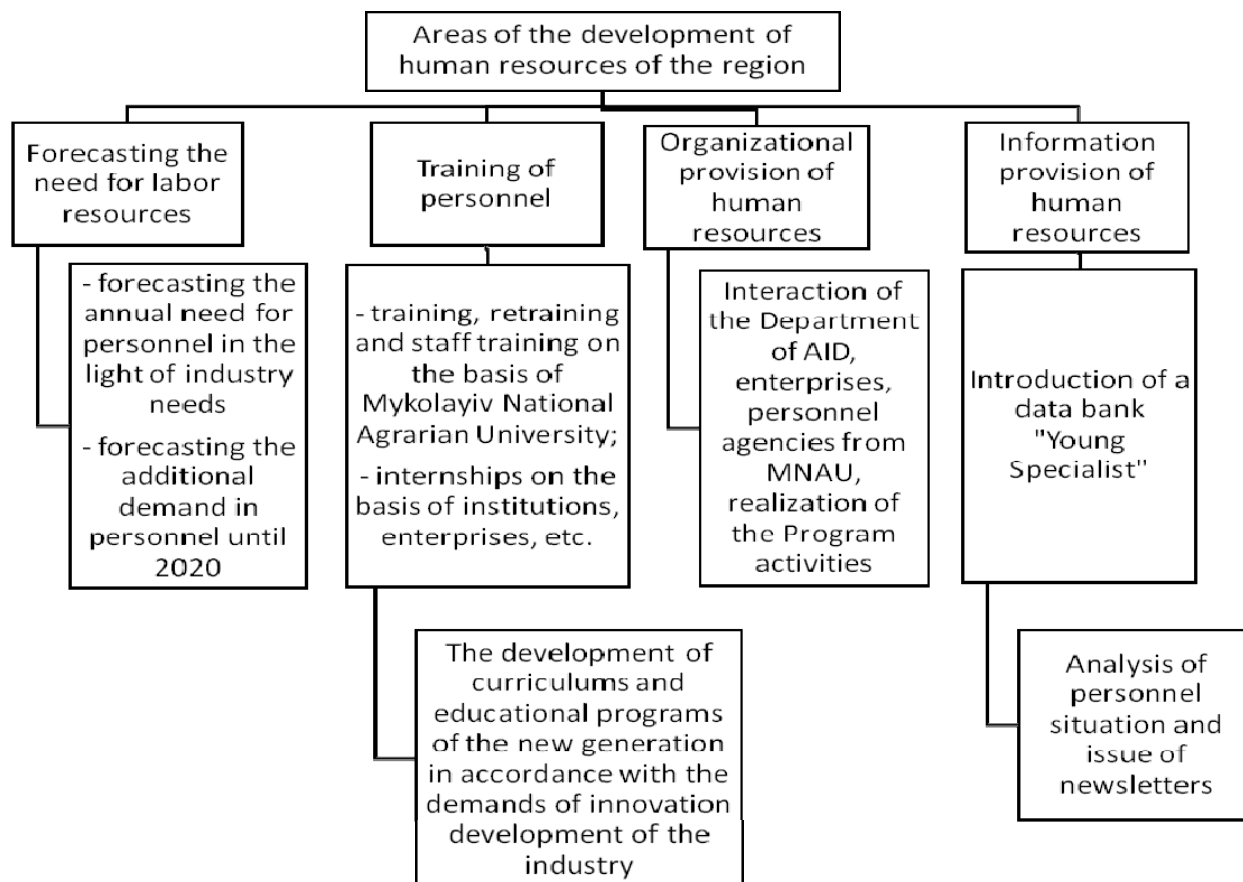 Areas of the development of
human resources of the region
Forecasting the
need for labor
resources
Training of
personnel
Organizational
provision of
human
resources
Information
provision of
human
resources
- forecasting the
annual need for
personnel in the
light of industry
needs
- forecasting the
additional
demand in
personnel until
2020
- training, retraining
and staff training on
the basis of
Mykolayiv National
Agrarian University;
- internships on the
basis of institutions,
enterprises, etc.
Interaction of
the Department
of AID,
enterprises,
personnel
agencies from
MNAU,
realization of
the Program
activities
Introduction of a
data bank
"Young
Specialist"
The development of
curriculums and
educational programs
of the new generation
in accordance with the
demands of innovation
development of the
industry
Analysis of
personnel
situation and
issue of
newsletters